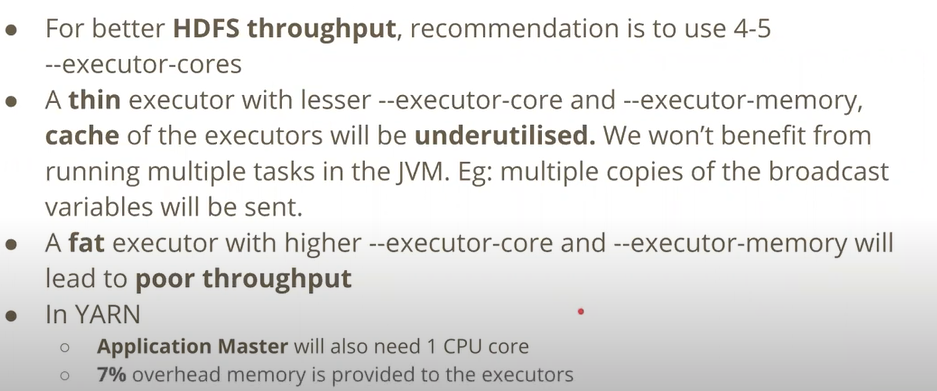 ● For better HDFS throughput, recommendation is to use 4-5
--executor-cores
● A thin executor with lesser --executor-core and --executor-memory,
cache of the executors will be underutilised. We won't benefit from
running multiple tasks in the JVM. Eg: multiple copies of the broadcast
variables will be sent.
● A fat executor with higher --executor-core and --executor-memory will
lead to poor throughput
● In YARN
○ Application Master will also need 1 CPU core
○ 7% overhead memory is provided to the executors